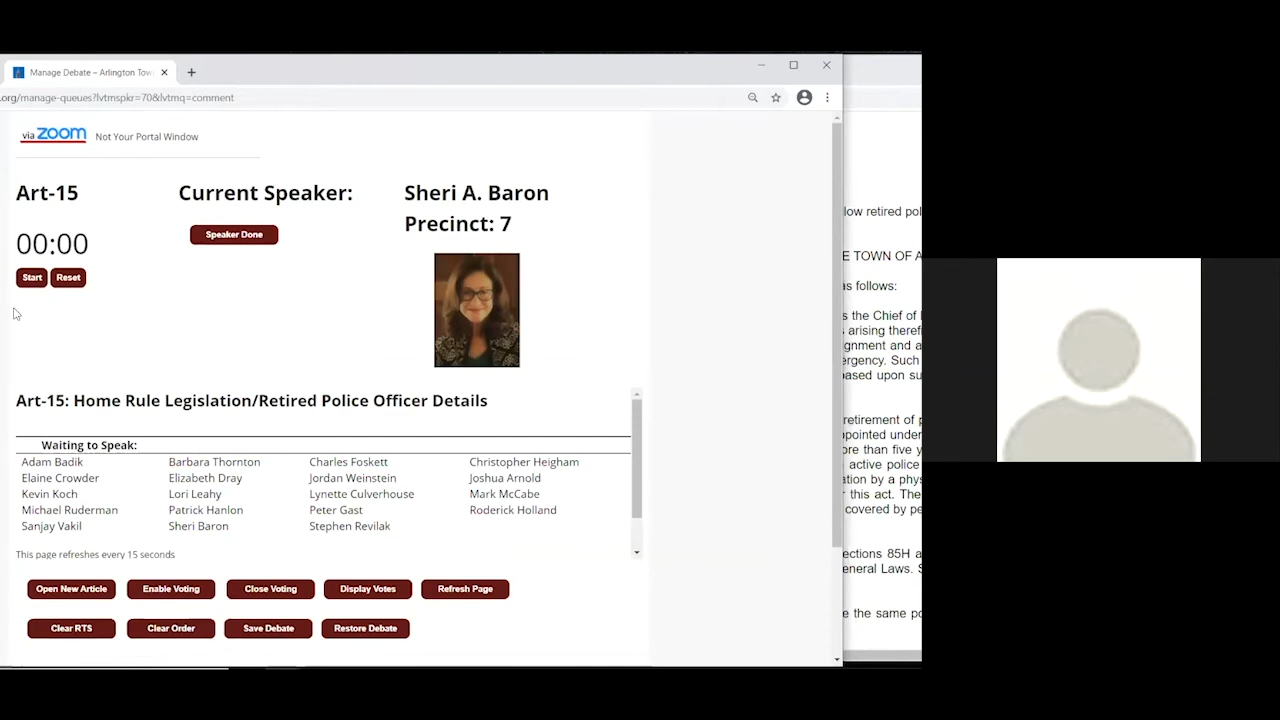 Manage Debate – Arlington Tow
.org/manage-queues?lvtmspkr=70&lvtmq=comment
via zoom Not Your Portal Window
Art-15 Current Speaker: Sheri A. Baron
Precinct: 7
Speaker Done
00:00
Start Reset
Art-15: Home Rule Legislation/Retired Police Officer Details
Waiting to Speak:
Adam Badik Barbara Thornton Charles Foskett Christopher Heigham
Elaine Crowder Elizabeth Dray Jordan Weinstein Joshua Arnold
Kevin Koch Lori Leahy Lynette Culverhouse Mark McCabe
Michael Ruderman Patrick Hanlon Peter Gast Roderick Holland
Sanjay Vakil Sheri Baron Stephen Revilak
This page refreshes every 15 seconds
Open New Article Enable Voting Close Voting Display Votes Refresh Page
Clear RTS Clear Order Save Debate Restore Debate
low retired pol
E TOWN OF A
as follows:
s the Chief of
arising theref
gnment and a
ergency. Such
ased upon su
retirement of p
ppointed under
ore than five y
active police
ation by a phys
this act. The
covered by pe
ections 85H a
eneral Laws. S
e the same po